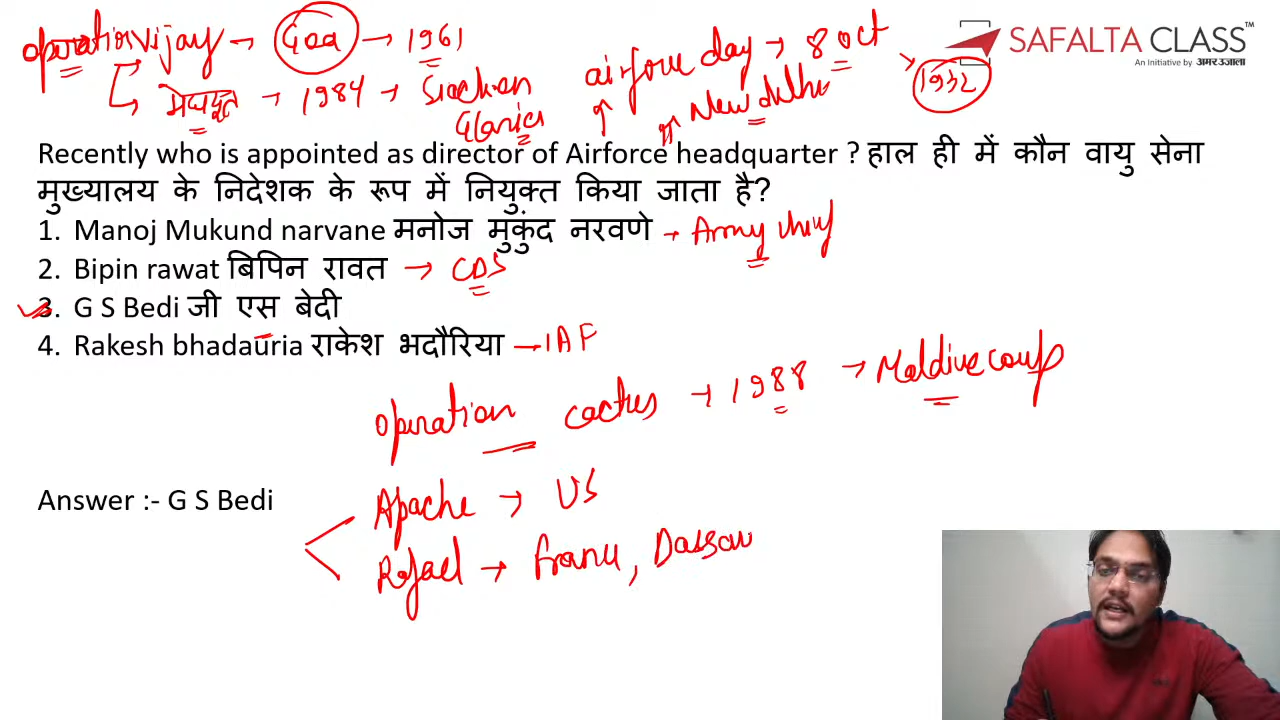 operation vijay → Goa → 1961
मेघदूत → 1984 → Siachen
Glacier
airforce day → 8 oct
→ 1932
New delhi
SAFALTA CLASS™
An Initiative by अमर उजाला
Recently who is appointed as director of Airforce headquarter ? हाल ही में कौन वायु सेना
मुख्यालय के निदेशक के रूप में नियुक्त किया जाता है?
1. Manoj Mukund narvane मनोज मुकुंद नरवणे → Army chief
2. Bipin rawat बिपिन रावत → CDS
3. G S Bedi जी एस बेदी
4. Rakesh bhadauria राकेश भदौरिया → IAF
operation cactus → 1988 → Maldive coup
Answer :- G S Bedi
Apache → US
Rafael → France, Dassau